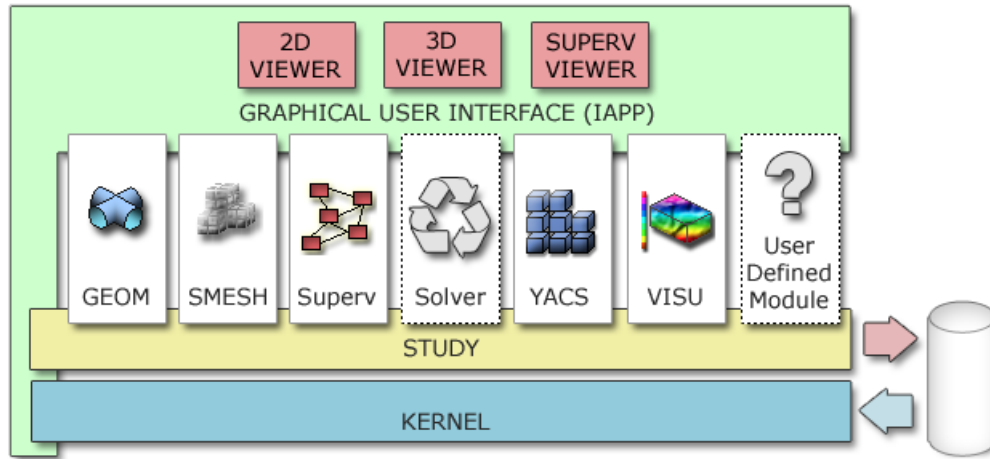 2D
VIEWER
3D
VIEWER
SUPERV
VIEWER
GRAPHICAL USER INTERFACE (IAPP)
GEOM
SMESH
Superv
Solver
YACS
VISU
?
User
Defined
Module
STUDY
KERNEL